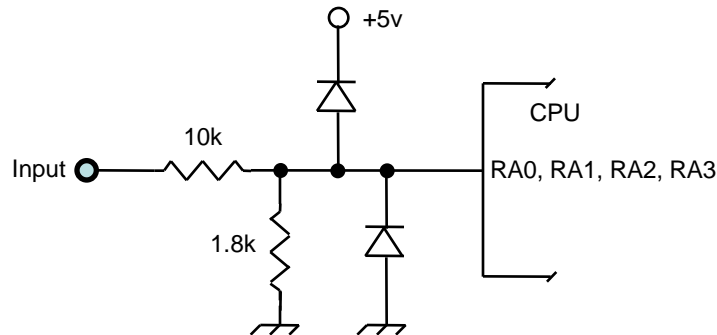 +5v
CPU
10k
Input
RA0, RA1, RA2, RA3
1.8k